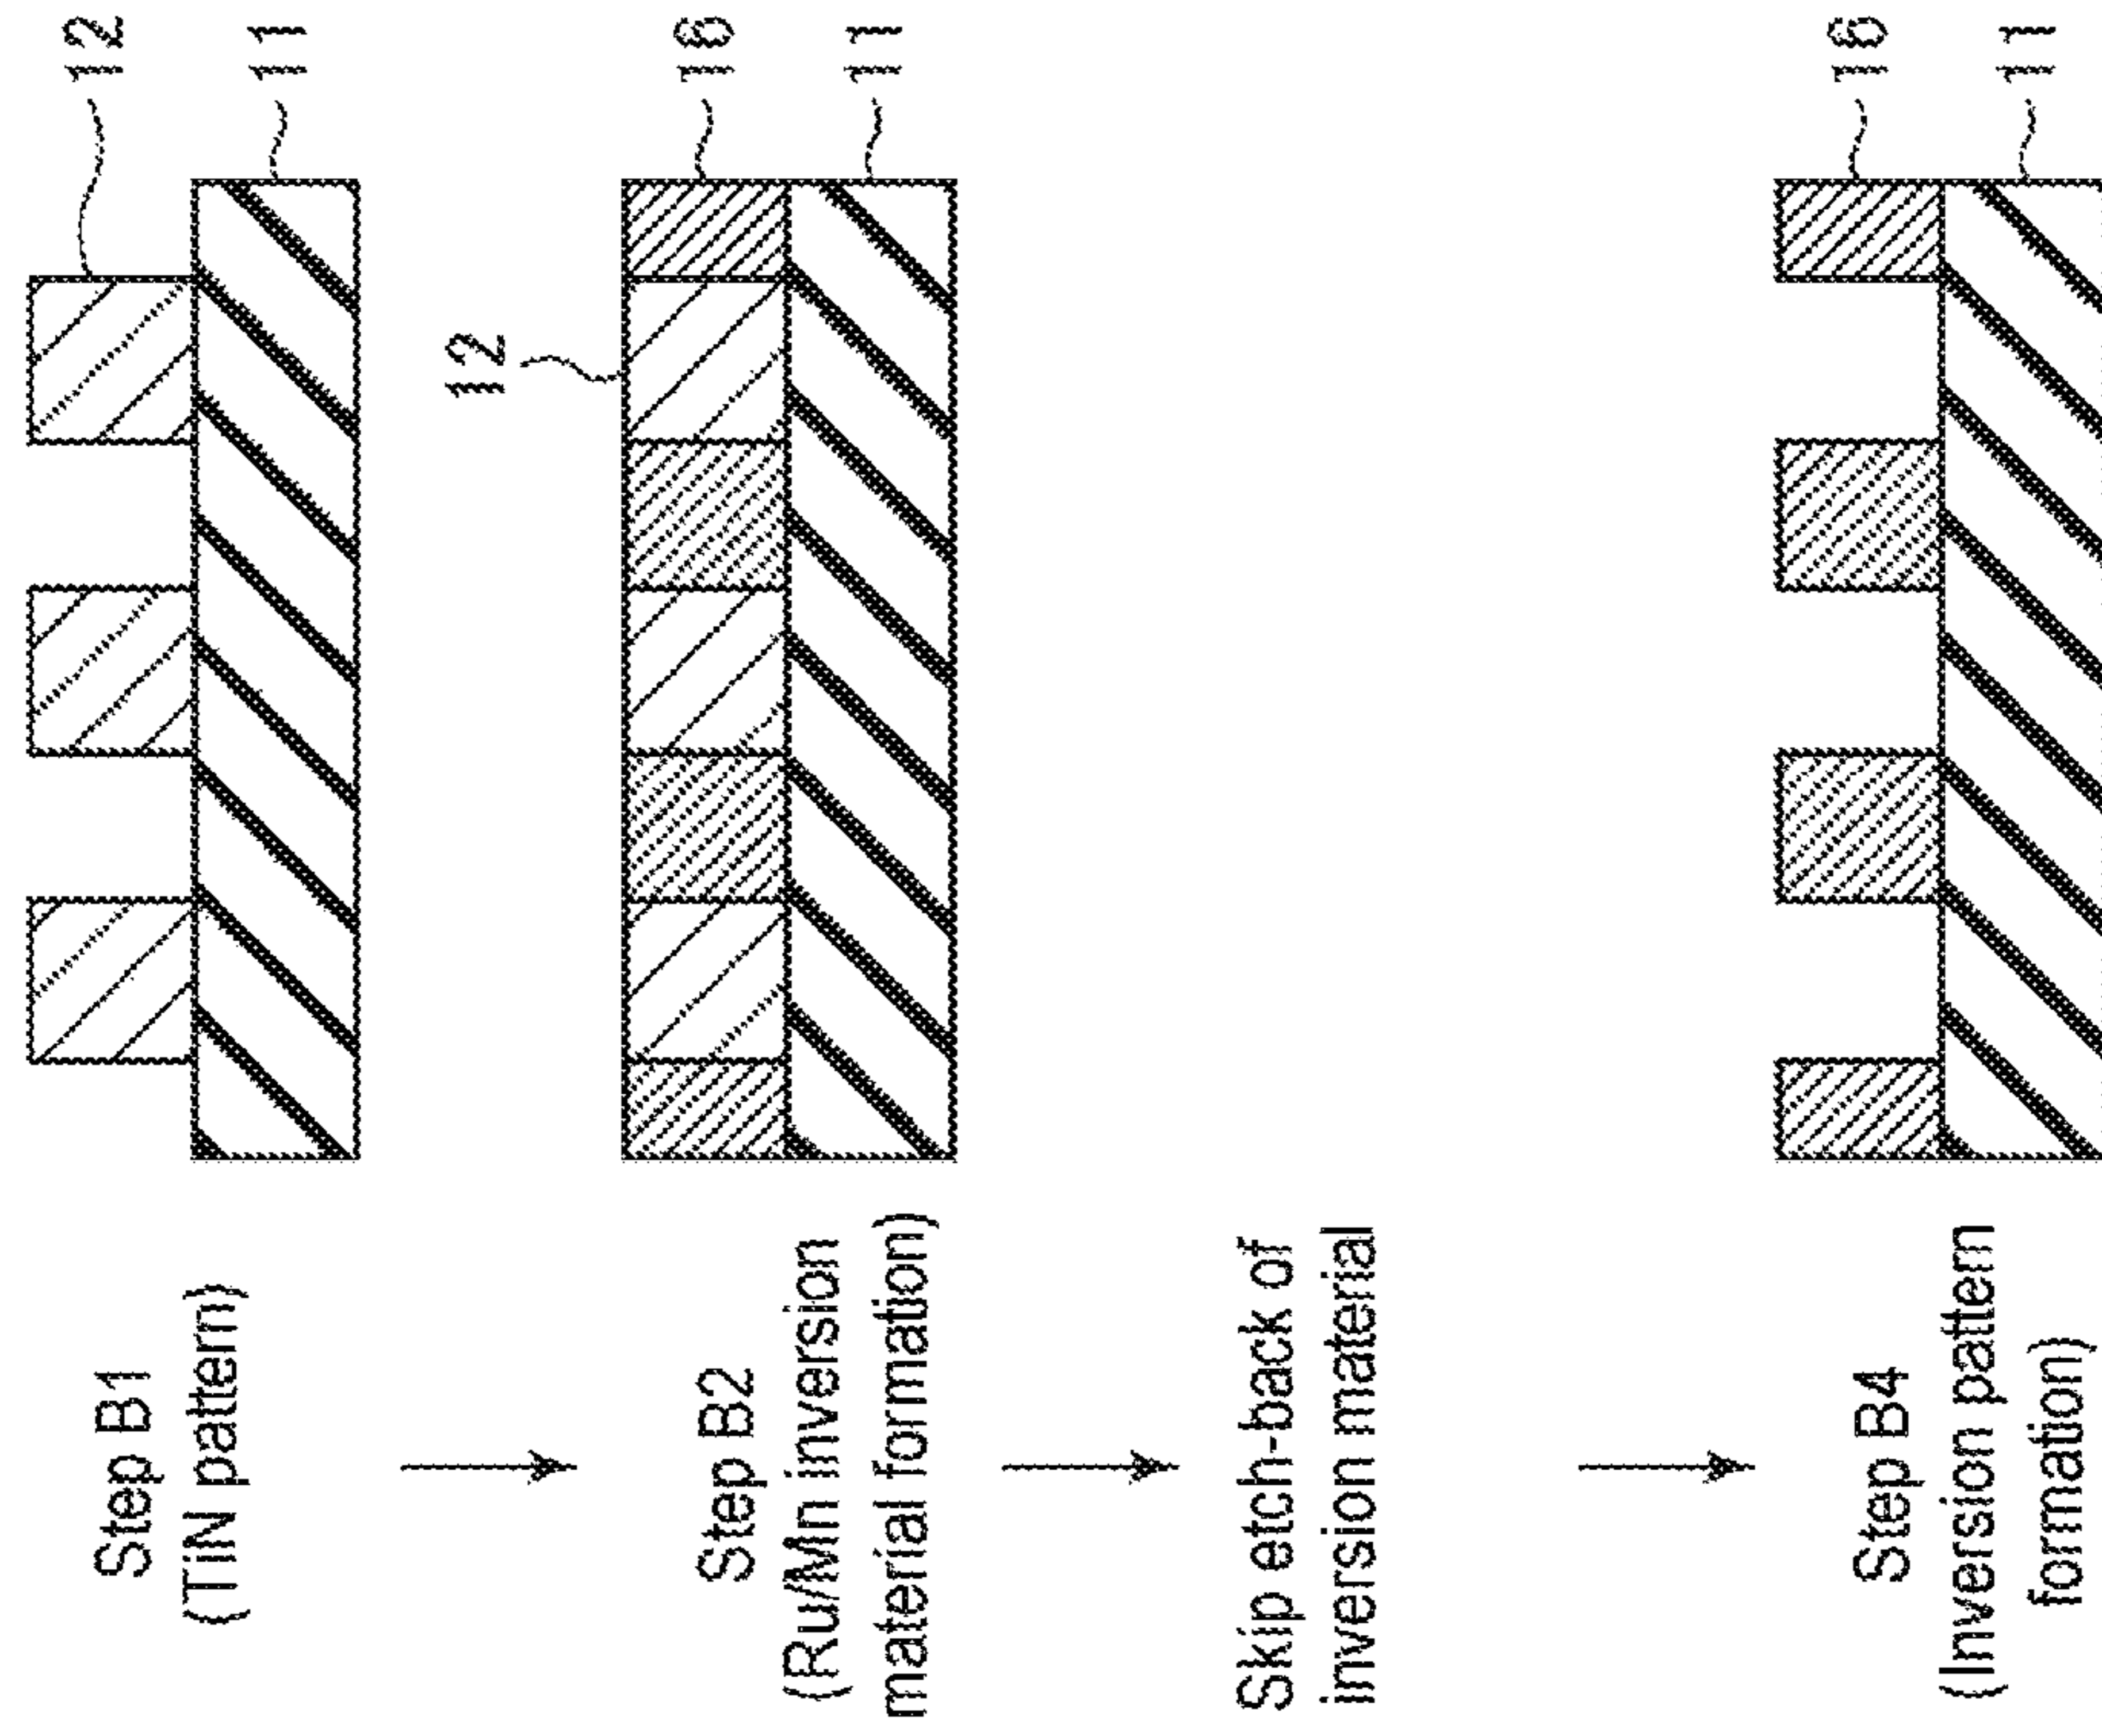 Step B1
(TiN pattern)
12
11
Step B2
(Ru/Mn inversion
material formation)
12
16
11
Skip etch-back of
inversion material
Step B4
(Inversion pattern
formation)
16
11